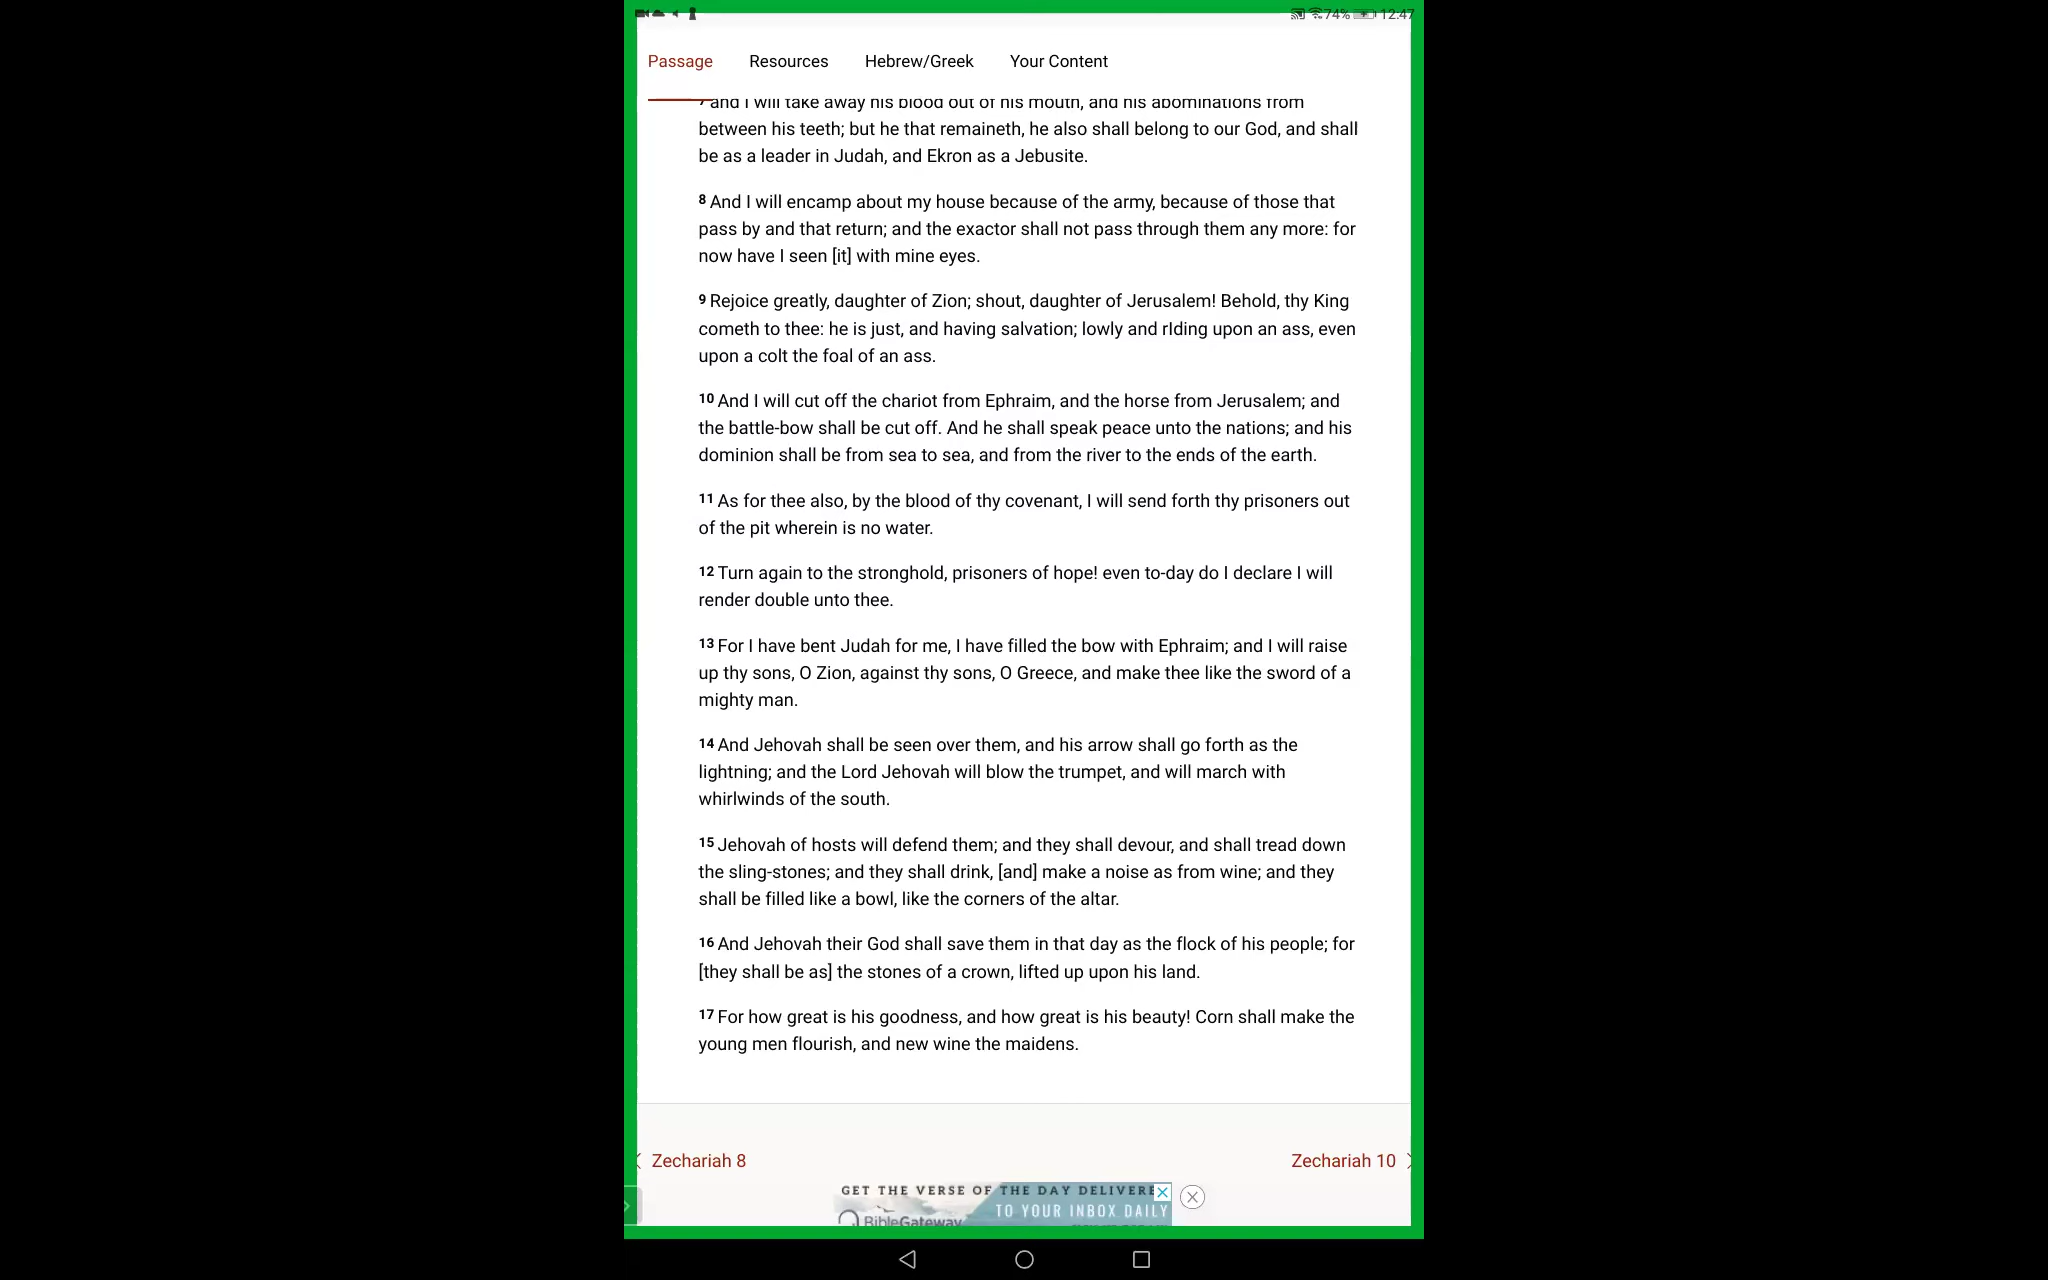 74% 12:47
Passage Resources Hebrew/Greek Your Content
7 and I will take away his blood out of his mouth, and his abominations from
between his teeth; but he that remaineth, he also shall belong to our God, and shall
be as a leader in Judah, and Ekron as a Jebusite.
8 And I will encamp about my house because of the army, because of those that
pass by and that return; and the exactor shall not pass through them any more: for
now have I seen [it] with mine eyes.
9 Rejoice greatly, daughter of Zion; shout, daughter of Jerusalem! Behold, thy King
cometh to thee: he is just, and having salvation; lowly and rIding upon an ass, even
upon a colt the foal of an ass.
10 And I will cut off the chariot from Ephraim, and the horse from Jerusalem; and
the battle-bow shall be cut off. And he shall speak peace unto the nations; and his
dominion shall be from sea to sea, and from the river to the ends of the earth.
11 As for thee also, by the blood of thy covenant, I will send forth thy prisoners out
of the pit wherein is no water.
12 Turn again to the stronghold, prisoners of hope! even to-day do I declare I will
render double unto thee.
13 For I have bent Judah for me, I have filled the bow with Ephraim; and I will raise
up thy sons, O Zion, against thy sons, O Greece, and make thee like the sword of a
mighty man.
14 And Jehovah shall be seen over them, and his arrow shall go forth as the
lightning; and the Lord Jehovah will blow the trumpet, and will march with
whirlwinds of the south.
15 Jehovah of hosts will defend them; and they shall devour, and shall tread down
the sling-stones; and they shall drink, [and] make a noise as from wine; and they
shall be filled like a bowl, like the corners of the altar.
16 And Jehovah their God shall save them in that day as the flock of his people; for
[they shall be as] the stones of a crown, lifted up upon his land.
17 For how great is his goodness, and how great is his beauty! Corn shall make the
young men flourish, and new wine the maidens.
Zechariah 8 Zechariah 10
GET THE VERSE OF THE DAY DELIVERE
TO YOUR INBOX DAILY
BibleGateway